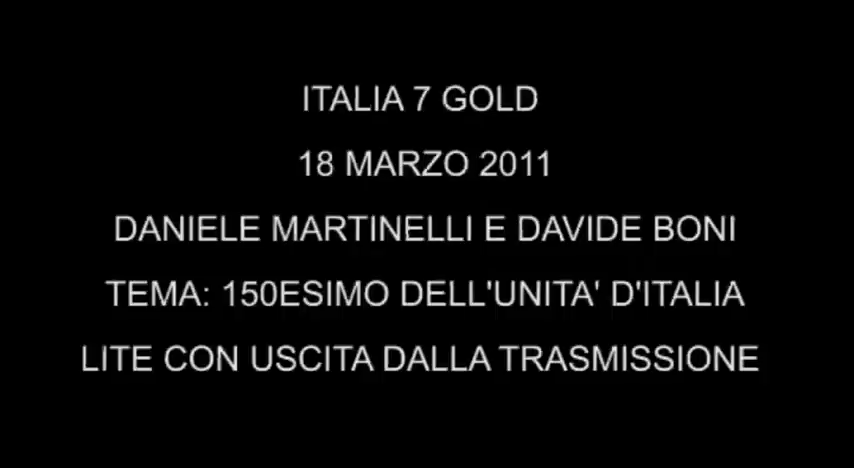 ITALIA 7 GOLD
18 MARZO 2011
DANIELE MARTINELLI E DAVIDE BONI
TEMA: 150ESIMO DELL'UNITA' D'ITALIA
LITE CON USCITA DALLA TRASMISSIONE